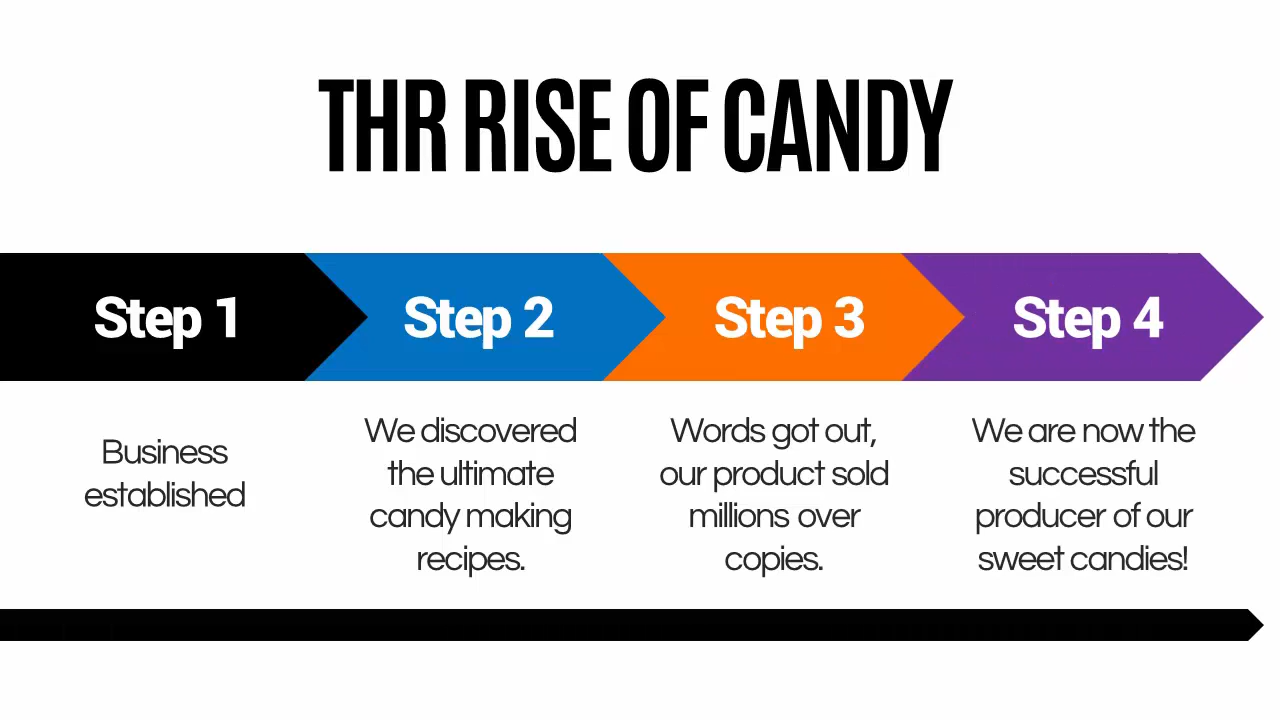 THR RISE OF CANDY
Step 1
Step 2
Step 3
Step 4
Business
established
We discovered
the ultimate
candy making
recipes.
Words got out,
our product sold
millions over
copies.
We are now the
successful
producer of our
sweet candies!